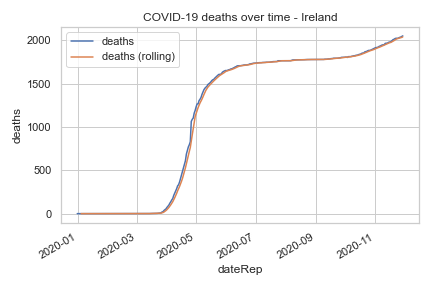 COVID-19 deaths over time - Ireland
deaths
deaths (rolling)
2000
1500
1000
500
0
deaths
2020-01
2020-03
2020-05
2020-07
2020-09
2020-11
dateRep